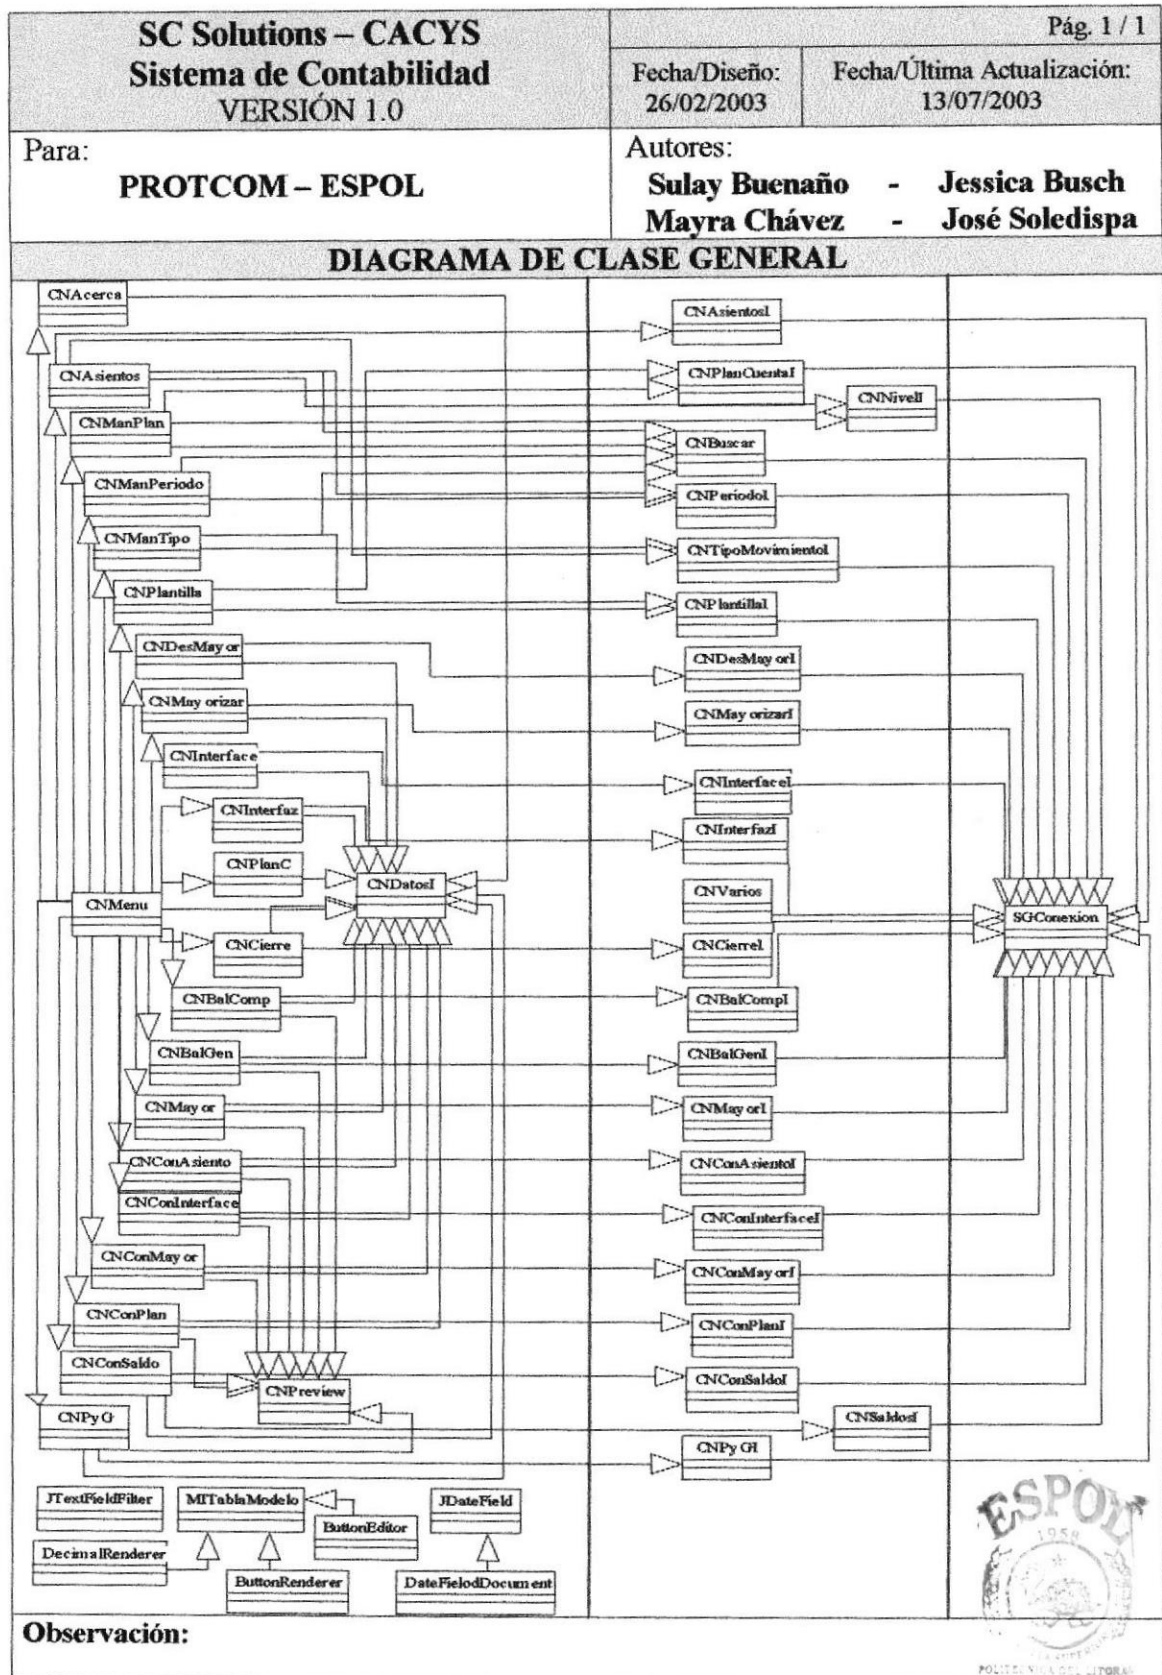 SC Solutions – CACYS
Sistema de Contabilidad
VERSIÓN 1.0
Pág. 1 / 1
Fecha/Diseño:
26/02/2003
Fecha/Última Actualización:
13/07/2003
Para:
PROTCOM – ESPOL
Autores:
Sulay Buenaño - Jessica Busch
Mayra Chávez - José Soledispa
DIAGRAMA DE CLASE GENERAL
CNAcerca
CNAsientos
CNManPlan
CNManPeriodo
CNManTipo
CNPlantilla
CNDesMayor
CNMayorizar
CNInterface
CNInterfaz
CNPlanC
CNMenu
CNDatosI
CNCierre
CNBalComp
CNBalGen
CNMayor
CNConAsiento
CNConInterface
CNConMayor
CNConPlan
CNConSaldo
CNPreview
CNPyG
CNAsientosI
CNPlanCuentaI
CNNivelI
CNBuscar
CNPeriodoI
CNTipoMovimientoI
CNPlantillaI
CNDesMayorI
CNMayorizarI
CNInterfaceI
CNInterfazI
CNVarios
CNCierreI
CNBalCompI
CNBalGenI
CNMayorI
CNConAsientoI
CNConInterfaceI
CNConMayorI
CNConPlanI
CNConSaldoI
CNSaldosI
CNPyGI
SGConexion
JTextFieldFilter
MITablaModelo
ButtonEditor
JDateField
DecimalRenderer
ButtonRenderer
DateFielodDocument
ESPOL
1958
POLITECNICA DEL LITORAL
Observación: